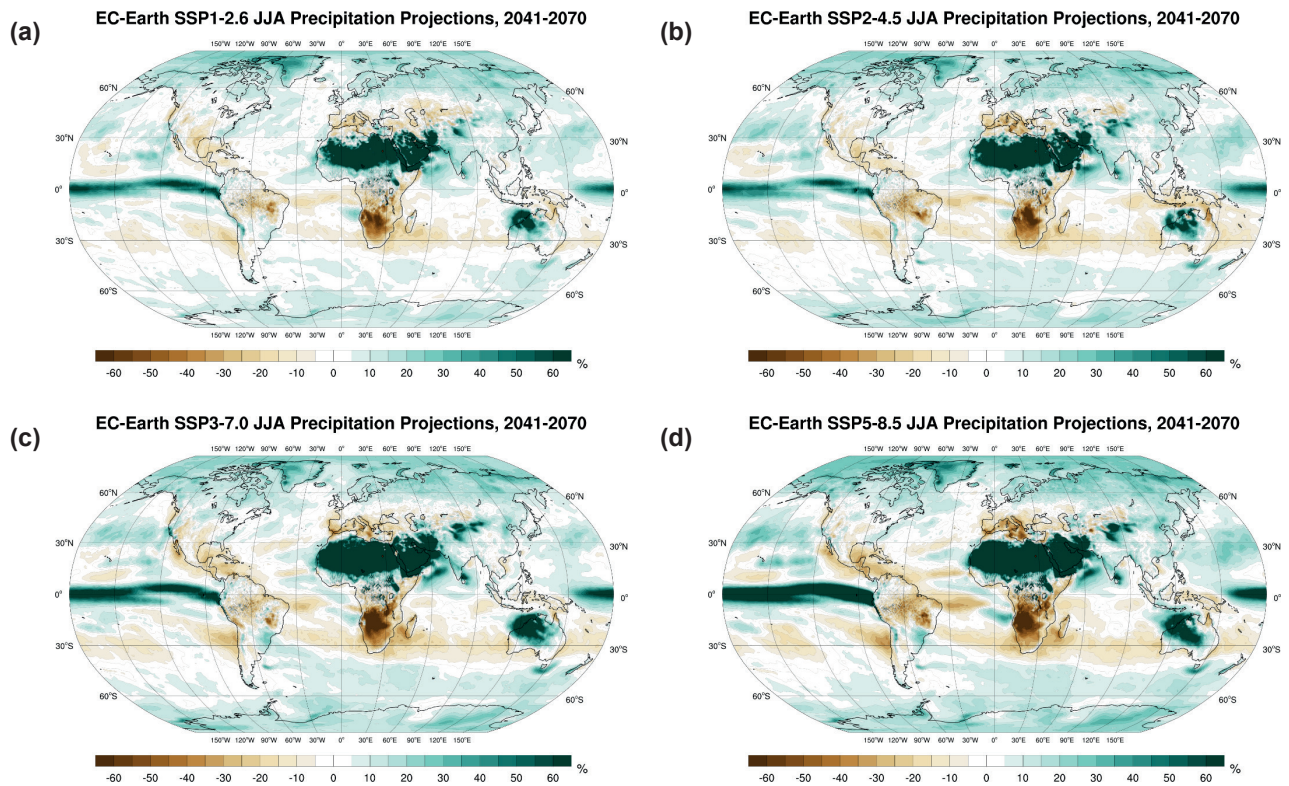 (a)
EC-Earth SSP1-2.6 JJA Precipitation Projections, 2041-2070
150°W 120°W 90°W 60°W 30°W 0° 30°E 60°E 90°E 120°E 150°E
60°N
30°N 30°N
0° 0°
30°S 30°S
60°S 60°S
150°W 120°W 90°W 60°W 30°W 0° 30°E 60°E 90°E 120°E 150°E
-60 -50 -40 -30 -20 -10 0 10 20 30 40 50 60 %
(b)
EC-Earth SSP2-4.5 JJA Precipitation Projections, 2041-2070
150°W 120°W 90°W 60°W 30°W 0° 30°E 60°E 90°E 120°E 150°E
60°N
30°N 30°N
0° 0°
30°S 30°S
60°S 60°S
150°W 120°W 90°W 60°W 30°W 0° 30°E 60°E 90°E 120°E 150°E
-60 -50 -40 -30 -20 -10 0 10 20 30 40 50 60 %
(c)
EC-Earth SSP3-7.0 JJA Precipitation Projections, 2041-2070
150°W 120°W 90°W 60°W 30°W 0° 30°E 60°E 90°E 120°E 150°E
60°N
30°N 30°N
0° 0°
30°S 30°S
60°S 60°S
150°W 120°W 90°W 60°W 30°W 0° 30°E 60°E 90°E 120°E 150°E
-60 -50 -40 -30 -20 -10 0 10 20 30 40 50 60 %
(d)
EC-Earth SSP5-8.5 JJA Precipitation Projections, 2041-2070
150°W 120°W 90°W 60°W 30°W 0° 30°E 60°E 90°E 120°E 150°E
60°N
30°N 30°N
0° 0°
30°S 30°S
60°S 60°S
150°W 120°W 90°W 60°W 30°W 0° 30°E 60°E 90°E 120°E 150°E
-60 -50 -40 -30 -20 -10 0 10 20 30 40 50 60 %